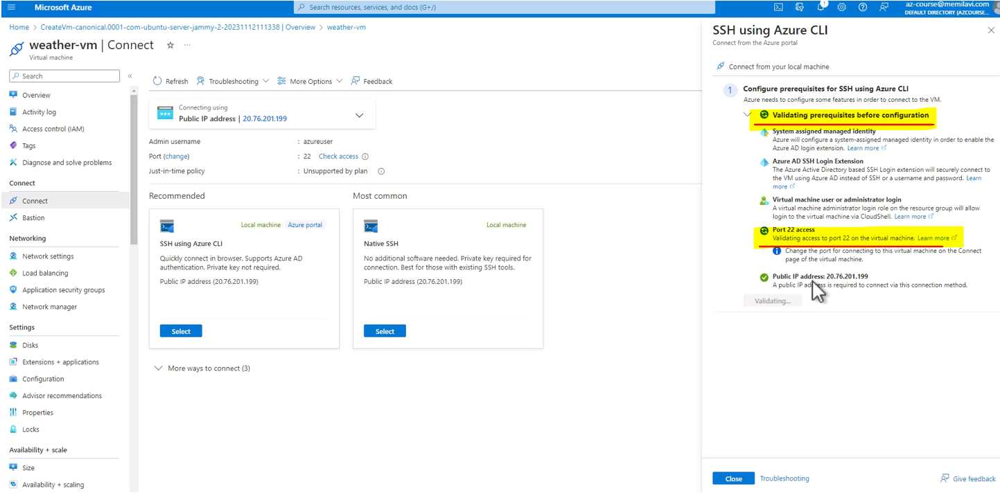 Microsoft Azure
Search resources, services, and docs (G+/)
1
az-course@memilavi.com
DEFAULT DIRECTORY (AZCOURSE...
Home > CreateVm-canonical.0001-com-ubuntu-server-jammy-2-20231112111338 | Overview > weather-vm
weather-vm | Connect
Virtual machine
Search
Overview
Activity log
Access control (IAM)
Tags
Diagnose and solve problems
Connect
Connect
Bastion
Networking
Network settings
Load balancing
Application security groups
Network manager
Settings
Disks
Extensions + applications
Configuration
Advisor recommendations
Properties
Locks
Availability + scale
Size
Availability + scaling
Refresh
Troubleshooting
More Options
Feedback
Connecting using
Public IP address | 20.76.201.199
Admin username : azureuser
Port (change) : 22 Check access
Just-in-time policy : Unsupported by plan
Recommended
Local machine Azure portal
SSH using Azure CLI
Quickly connect in browser. Supports Azure AD
authentication. Private key not required.
Public IP address (20.76.201.199)
Select
Most common
Local machine
Native SSH
No additional software needed. Private key required for
connection. Best for those with existing SSH tools.
Public IP address (20.76.201.199)
Select
More ways to connect (3)
SSH using Azure CLI
Connect from the Azure portal
Connect from your local machine
1
Configure prerequisites for SSH using Azure CLI
Azure needs to configure some features in order to connect to the VM.
Validating prerequisites before configuration
System assigned managed identity
Azure will configure a system-assigned managed identity in order to enable the
Azure AD login extension. Learn more
Azure AD SSH Login Extension
The Azure Active Directory based SSH Login extension will securely connect to
the VM using Azure AD instead of SSH or a username and password. Learn
more
Virtual machine user or administrator login
A virtual machine administrator login role on the resource group will allow
login to the virtual machine via CloudShell. Learn more
Port 22 access
Validating access to port 22 on the virtual machine. Learn more
Change the port for connecting to this virtual machine on the Connect
page of the virtual machine.
Public IP address: 20.76.201.199
A public IP address is required to connect via this connection method.
Validating...
Close
Troubleshooting
Give feedback